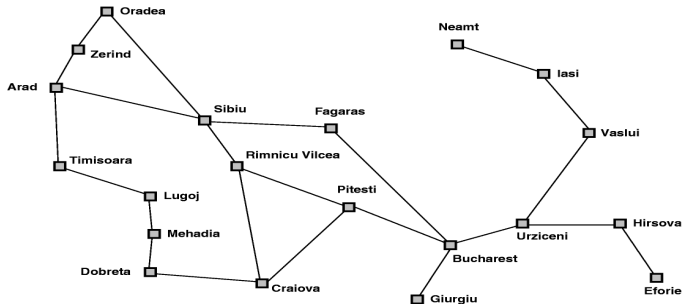 Oradea
Neamt
Zerind
Iasi
Arad
Sibiu
Fagaras
Vaslui
Timisoara
Rimnicu Vilcea
Lugoj
Pitesti
Mehadia
Hirsova
Urziceni
Bucharest
Dobreta
Craiova
Eforie
Giurgiu